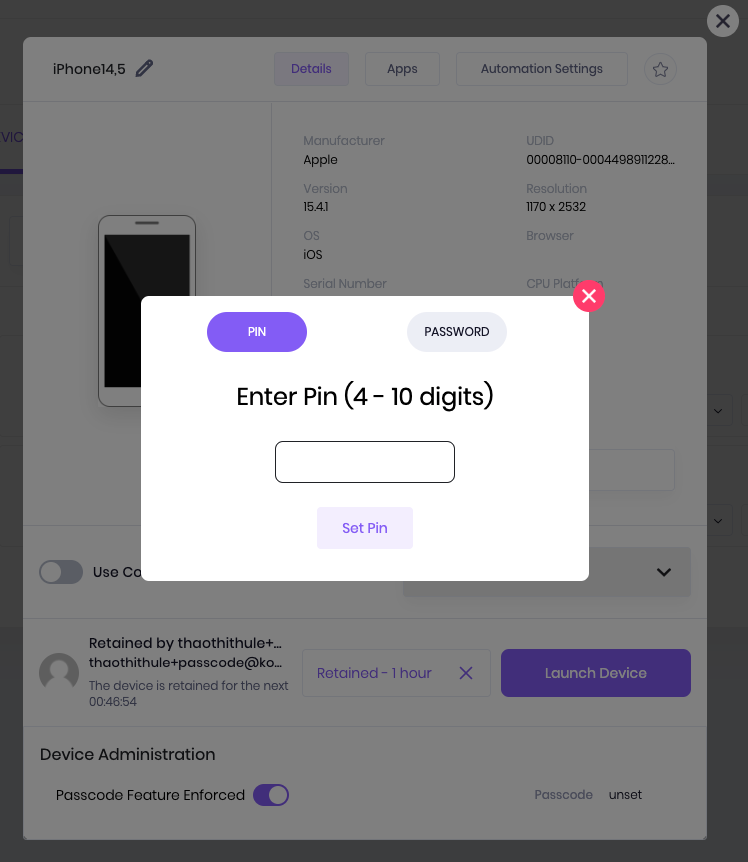 iPhone14,5
Details
Apps
Automation Settings
VIC
Manufacturer
UDID
Apple
00008110-0004498911228...
Version
Resolution
15.4.1
1170 x 2532
OS
Browser
iOS
Serial Number
CPU Platform
PIN
PASSWORD
Enter Pin (4 - 10 digits)
Set Pin
Use Co
Retained by thaothithule+...
thaothithule+passcode@ko...
The device is retained for the next
00:46:54
Retained - 1 hour
Launch Device
Device Administration
Passcode Feature Enforced
Passcode
unset